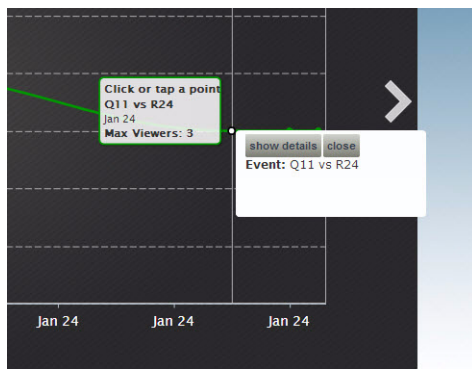 Click or tap a point
Q11 vs R24
Jan 24
Max Viewers: 3
show details close
Event: Q11 vs R24
Jan 24 Jan 24 Jan 24